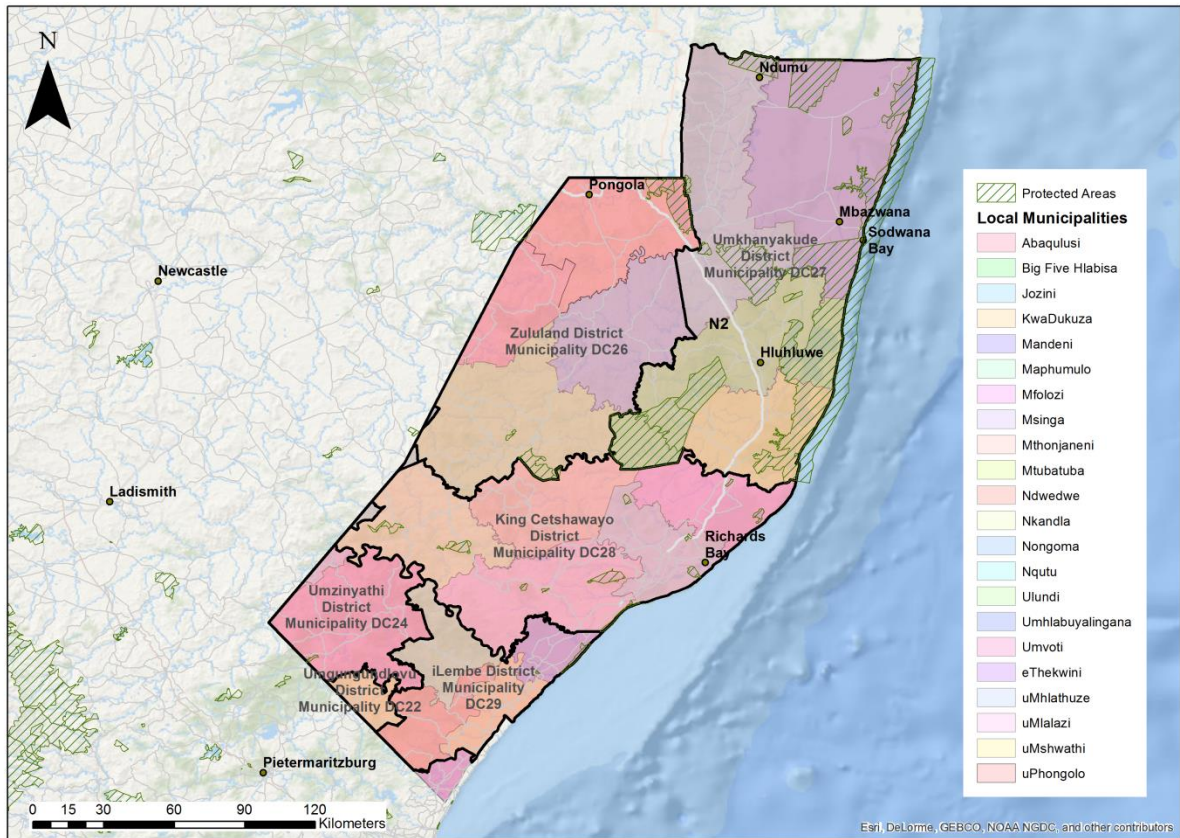 N
Ndumu
Pongola
Mbazwana
Sodwana
Bay
Umkhanyakude
District
Municipality DC27
Newcastle
N2
Zululand District
Municipality DC26
Hluhluwe
Ladismith
King Cetshawayo
District
Municipality DC28
Richards
Bay
Umzinyathi
District
Municipality DC24
Umgungundlovu
District
Municipality DC22
iLembe District
Municipality
DC29
Pietermaritzburg
Protected Areas
Local Municipalities
Abaqulusi
Big Five Hlabisa
Jozini
KwaDukuza
Mandeni
Maphumulo
Mfolozi
Msinga
Mthonjaneni
Mtubatuba
Ndwedwe
Nkandla
Nongoma
Nqutu
Ulundi
Umhlabuyalingana
Umvoti
eThekwini
uMhlathuze
uMlalazi
uMshwathi
uPhongolo
0 15 30 60 90 120
Kilometers
Esri, DeLorme, GEBCO, NOAA NGDC, and other contributors